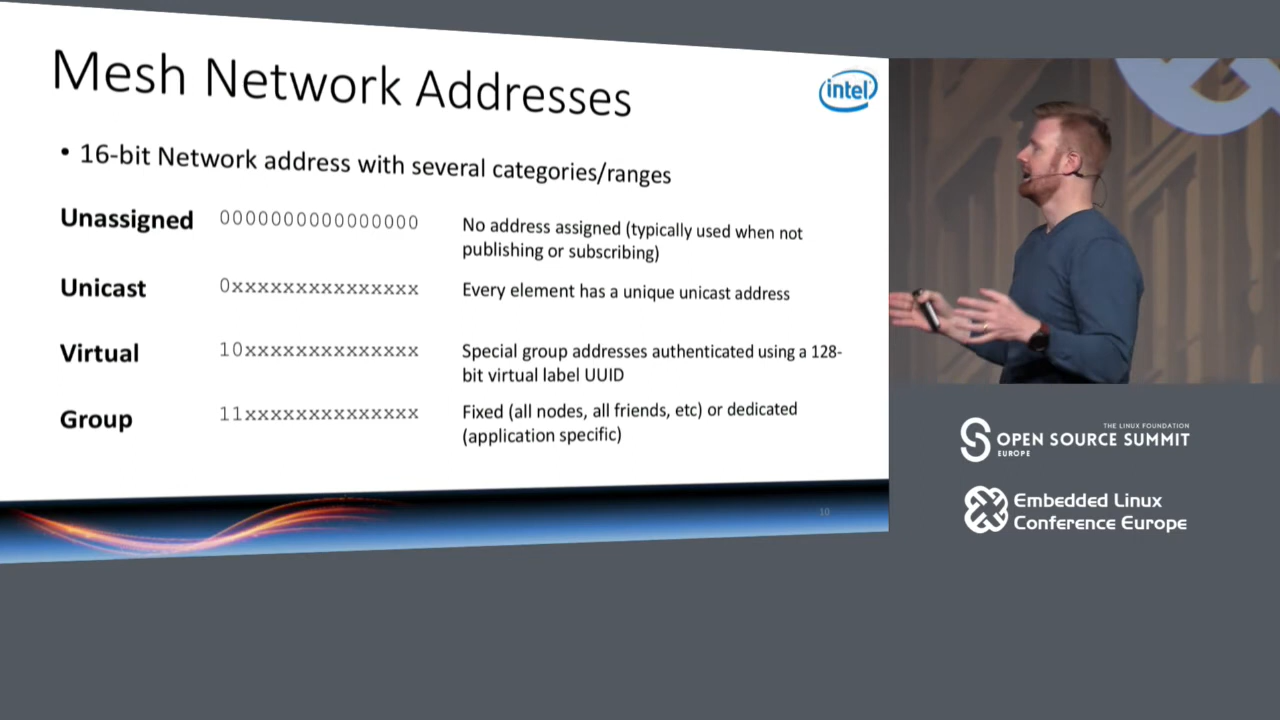 Mesh Network Addresses
intel
• 16-bit Network address with several categories/ranges
Unassigned 0000000000000000 No address assigned (typically used when not
publishing or subscribing)
Unicast 0xxxxxxxxxxxxxxx Every element has a unique unicast address
Virtual 10xxxxxxxxxxxxxx Special group addresses authenticated using a 128-
bit virtual label UUID
Group 11xxxxxxxxxxxxxx Fixed (all nodes, all friends, etc) or dedicated
(application specific)
10
THE LINUX FOUNDATION
OPEN SOURCE SUMMIT
EUROPE
Embedded Linux
Conference Europe